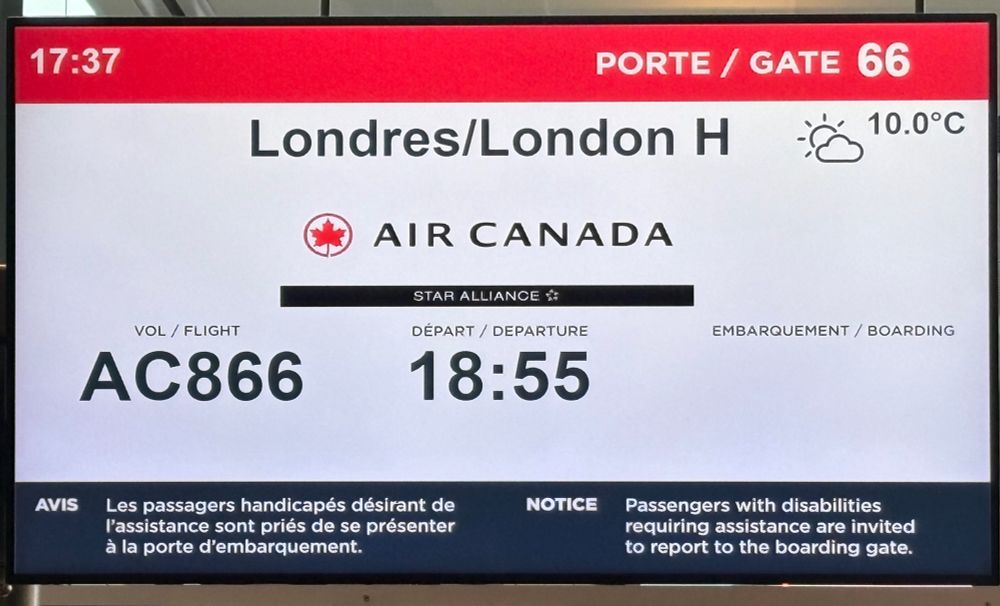 17:37
PORTE / GATE 66
Londres/London H
10.0°C
AIR CANADA
STAR ALLIANCE
VOL / FLIGHT
AC866
DÉPART / DEPARTURE
18:55
EMBARQUEMENT / BOARDING
AVIS
Les passagers handicapés désirant de
l'assistance sont priés de se présenter
à la porte d'embarquement.
NOTICE
Passengers with disabilities
requiring assistance are invited
to report to the boarding gate.